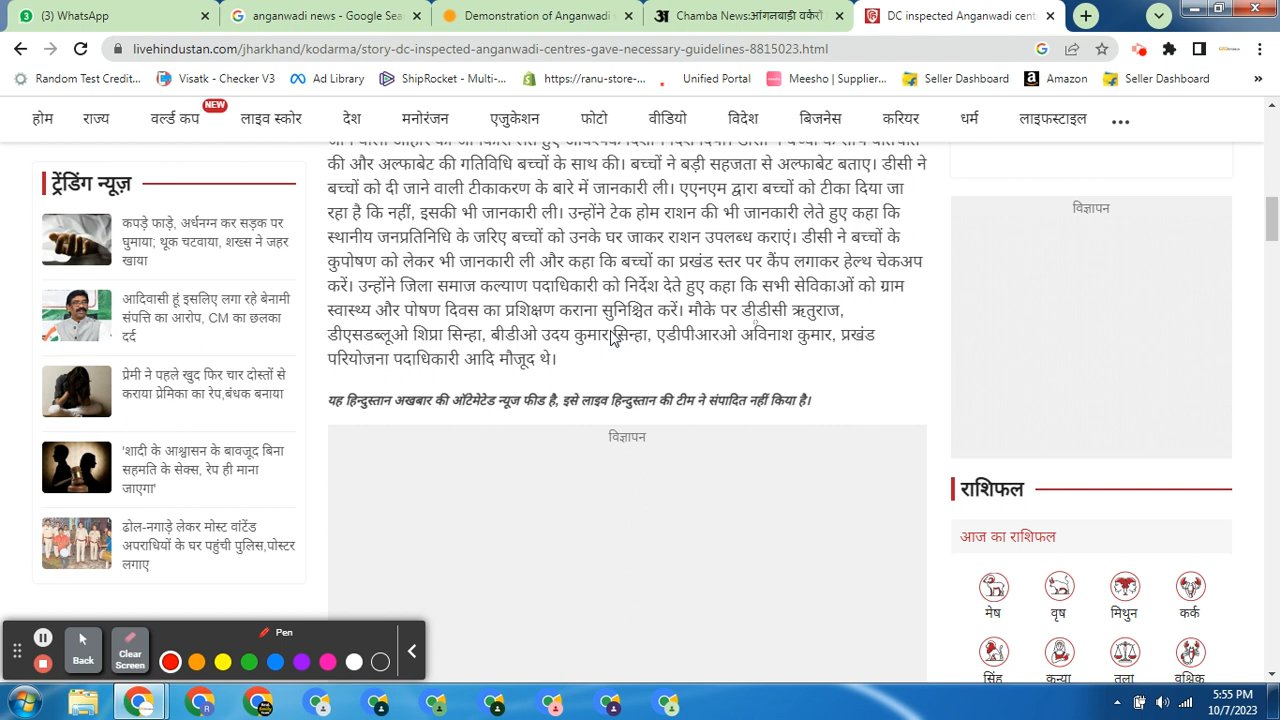 (3) WhatsApp
anganwadi news - Google Sea
Demonstration of Anganwadi
Chamba News:आंगनबाड़ी वर्करों
DC inspected Anganwadi cent
livehindustan.com/jharkhand/kodarma/story-dc-inspected-anganwadi-centres-gave-necessary-guidelines-8815023.html
Random Test Credit...
Visatk - Checker V3
Ad Library
ShipRocket - Multi-...
https://ranu-store-...
Unified Portal
Meesho | Supplier...
Seller Dashboard
Amazon
Seller Dashboard
»
होम
राज्य
वर्ल्ड कप
NEW
लाइव स्कोर
देश
मनोरंजन
एजुकेशन
फोटो
वीडियो
विदेश
बिजनेस
करियर
धर्म
लाइफस्टाइल
ट्रेंडिंग न्यूज़
कपड़े फाड़े, अर्धनग्न कर सड़क पर
घुमाया; थूक चटवाया, शख्स ने जहर
खाया
आदिवासी हूं इसलिए लगा रहे बेनामी
संपत्ति का आरोप, CM का छलका
दर्द
प्रेमी ने पहले खुद फिर चार दोस्तों से
कराया प्रेमिका का रेप,बंधक बनाया
'शादी के आश्वासन के बावजूद बिना
सहमति के सेक्स, रेप ही माना
जाएगा'
ढोल-नगाड़े लेकर मोस्ट वांटेंड
अपराधियों के घर पहुंची पुलिस,पोस्टर
लगाए
की और अल्फाबेट की गतिविधि बच्चों के साथ की। बच्चों ने बड़ी सहजता से अल्फाबेट बताए। डीसी ने
बच्चों को दी जाने वाली टीकाकरण के बारे में जानकारी ली। एएनएम द्वारा बच्चों को टीका दिया जा
रहा है कि नहीं, इसकी भी जानकारी ली। उन्होंने टेक होम राशन की भी जानकारी लेते हुए कहा कि
स्थानीय जनप्रतिनिधि के जरिए बच्चों को उनके घर जाकर राशन उपलब्ध कराएं। डीसी ने बच्चों के
कुपोषण को लेकर भी जानकारी ली और कहा कि बच्चों का प्रखंड स्तर पर कैंप लगाकर हेल्थ चेकअप
करें। उन्होंने जिला समाज कल्याण पदाधिकारी को निर्देश देते हुए कहा कि सभी सेविकाओं को ग्राम
स्वास्थ्य और पोषण दिवस का प्रशिक्षण कराना सुनिश्चित करें। मौके पर डीडीसी ऋतुराज,
डीएसडब्लूओ शिप्रा सिन्हा, बीडीओ उदय कुमार सिन्हा, एडीपीआरओ अविनाश कुमार, प्रखंड
परियोजना पदाधिकारी आदि मौजूद थे।
यह हिन्दुस्तान अखबार की ऑटेमेटेड न्यूज फीड है, इसे लाइव हिन्दुस्तान की टीम ने संपादित नहीं किया है।
विज्ञापन
विज्ञापन
राशिफल
आज का राशिफल
मेष
वृष
मिथुन
कर्क
सिंह
कन्या
तुला
वृश्चिक
Back
Clear
Screen
Pen
5:55 PM
10/7/2023